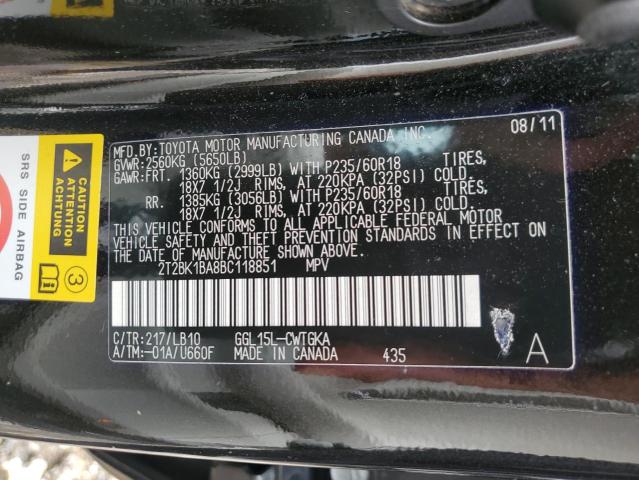 MFD.BY:TOYOTA MOTOR MANUFACTURING CANADA INC. 08/11
GVWR:2560KG (5650LB)
GAWR:FRT. 1360KG (2999LB) WITH P235/60R18 TIRES,
18X7 1/2J RIMS, AT 220KPA (32PSI) COLD.
RR. 1385KG (3056LB) WITH P235/60R18 TIRES,
18X7 1/2J RIMS, AT 220KPA (32PSI) COLD.
THIS VEHICLE CONFORMS TO ALL APPLICABLE FEDERAL MOTOR
VEHICLE SAFETY AND THEFT PREVENTION STANDARDS IN EFFECT ON
THE DATE OF MANUFACTURE SHOWN ABOVE.
2T2BK1BA8BC118851 MPV
C/TR:217/LB10 GGL15L-CWTGKA
A/TM:-01A/U660F MADE IN CANADA 435
A
CAUTION
ATTENTION
CAUTION
SRS SIDE AIRBAG
3